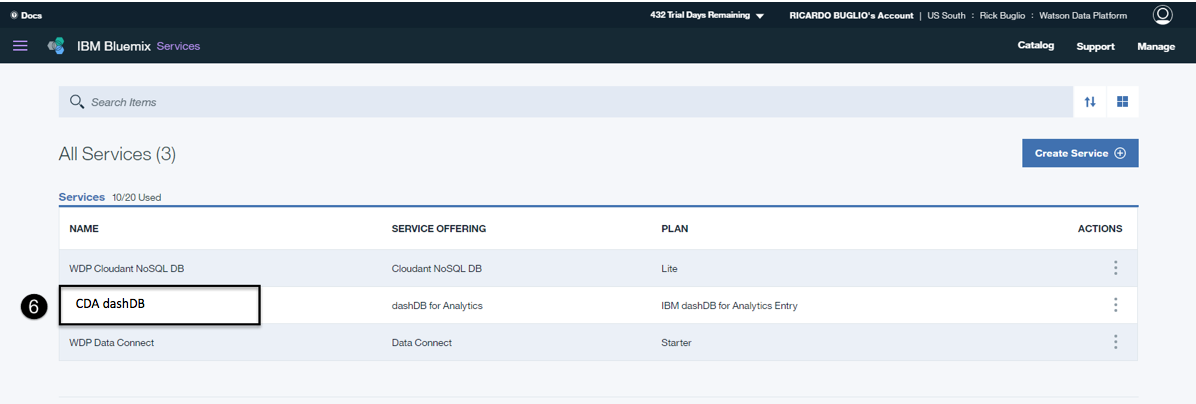 Docs
432 Trial Days Remaining RICARDO BUGLIO's Account | US South : Rick Buglio : Watson Data Platform
IBM Bluemix Services Catalog Support Manage
Search Items
All Services (3) Create Service
Services 10/20 Used
NAME SERVICE OFFERING PLAN ACTIONS
WDP Cloudant NoSQL DB Cloudant NoSQL DB Lite
6 CDA dashDB dashDB for Analytics IBM dashDB for Analytics Entry
WDP Data Connect Data Connect Starter